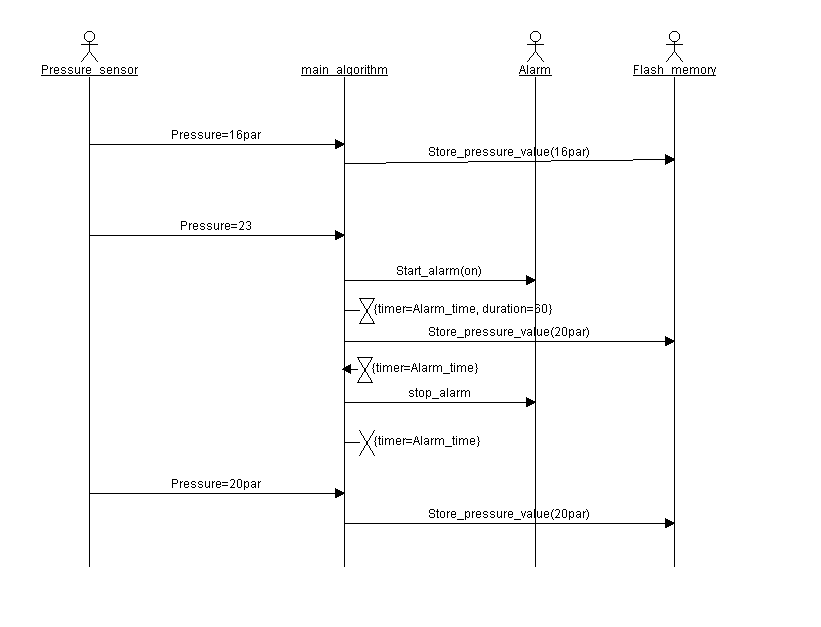 Pressure_sensor main_algorithm Alarm Flash_memory
Pressure=16par
Store_pressure_value(16par)
Pressure=23
Start_alarm(on)
{timer=Alarm_time, duration=60}
Store_pressure_value(20par)
{timer=Alarm_time}
stop_alarm
{timer=Alarm_time}
Pressure=20par
Store_pressure_value(20par)